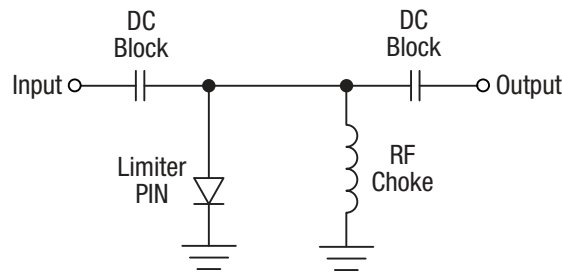 DC
Block
DC
Block
Input
Output
Limiter
PIN
RF
Choke